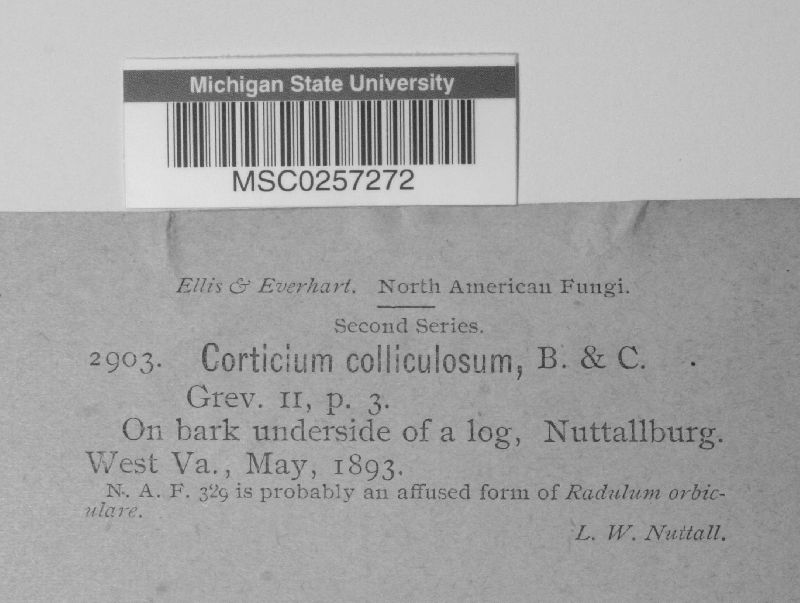 Michigan State University
MSC0257272
Ellis & Everhart. North American Fungi.
Second Series.
2903. Corticium colliculosum, B. & C.
Grev. 11, p. 3.
On bark underside of a log, Nuttallburg.
West Va., May, 1893.
N. A. F. 329 is probably an affused form of Radulum orbic-
ulare.
L. W. Nuttall.